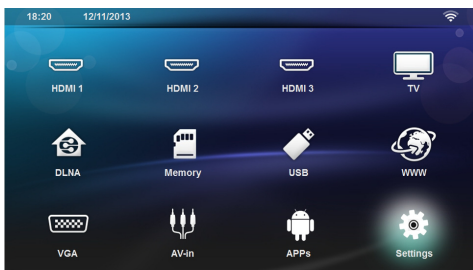 18:20 12/11/2013
HDMI 1 HDMI 2 HDMI 3 TV
DLNA Memory USB WWW
VGA AV-in APPs Settings